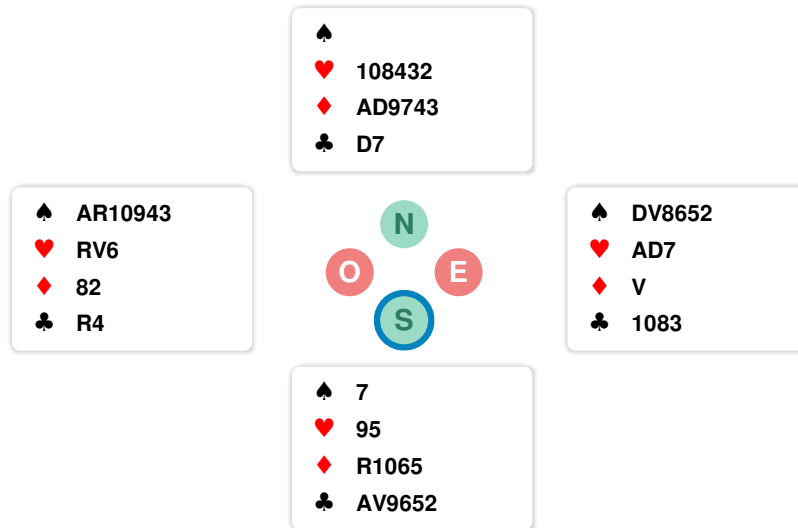 ♠
♥ 108432
♦ AD9743
♣ D7
♠ AR10943
♥ RV6
♦ 82
♣ R4
N
O E
S
♠ DV8652
♥ AD7
♦ V
♣ 1083
♠ 7
♥ 95
♦ R1065
♣ AV9652